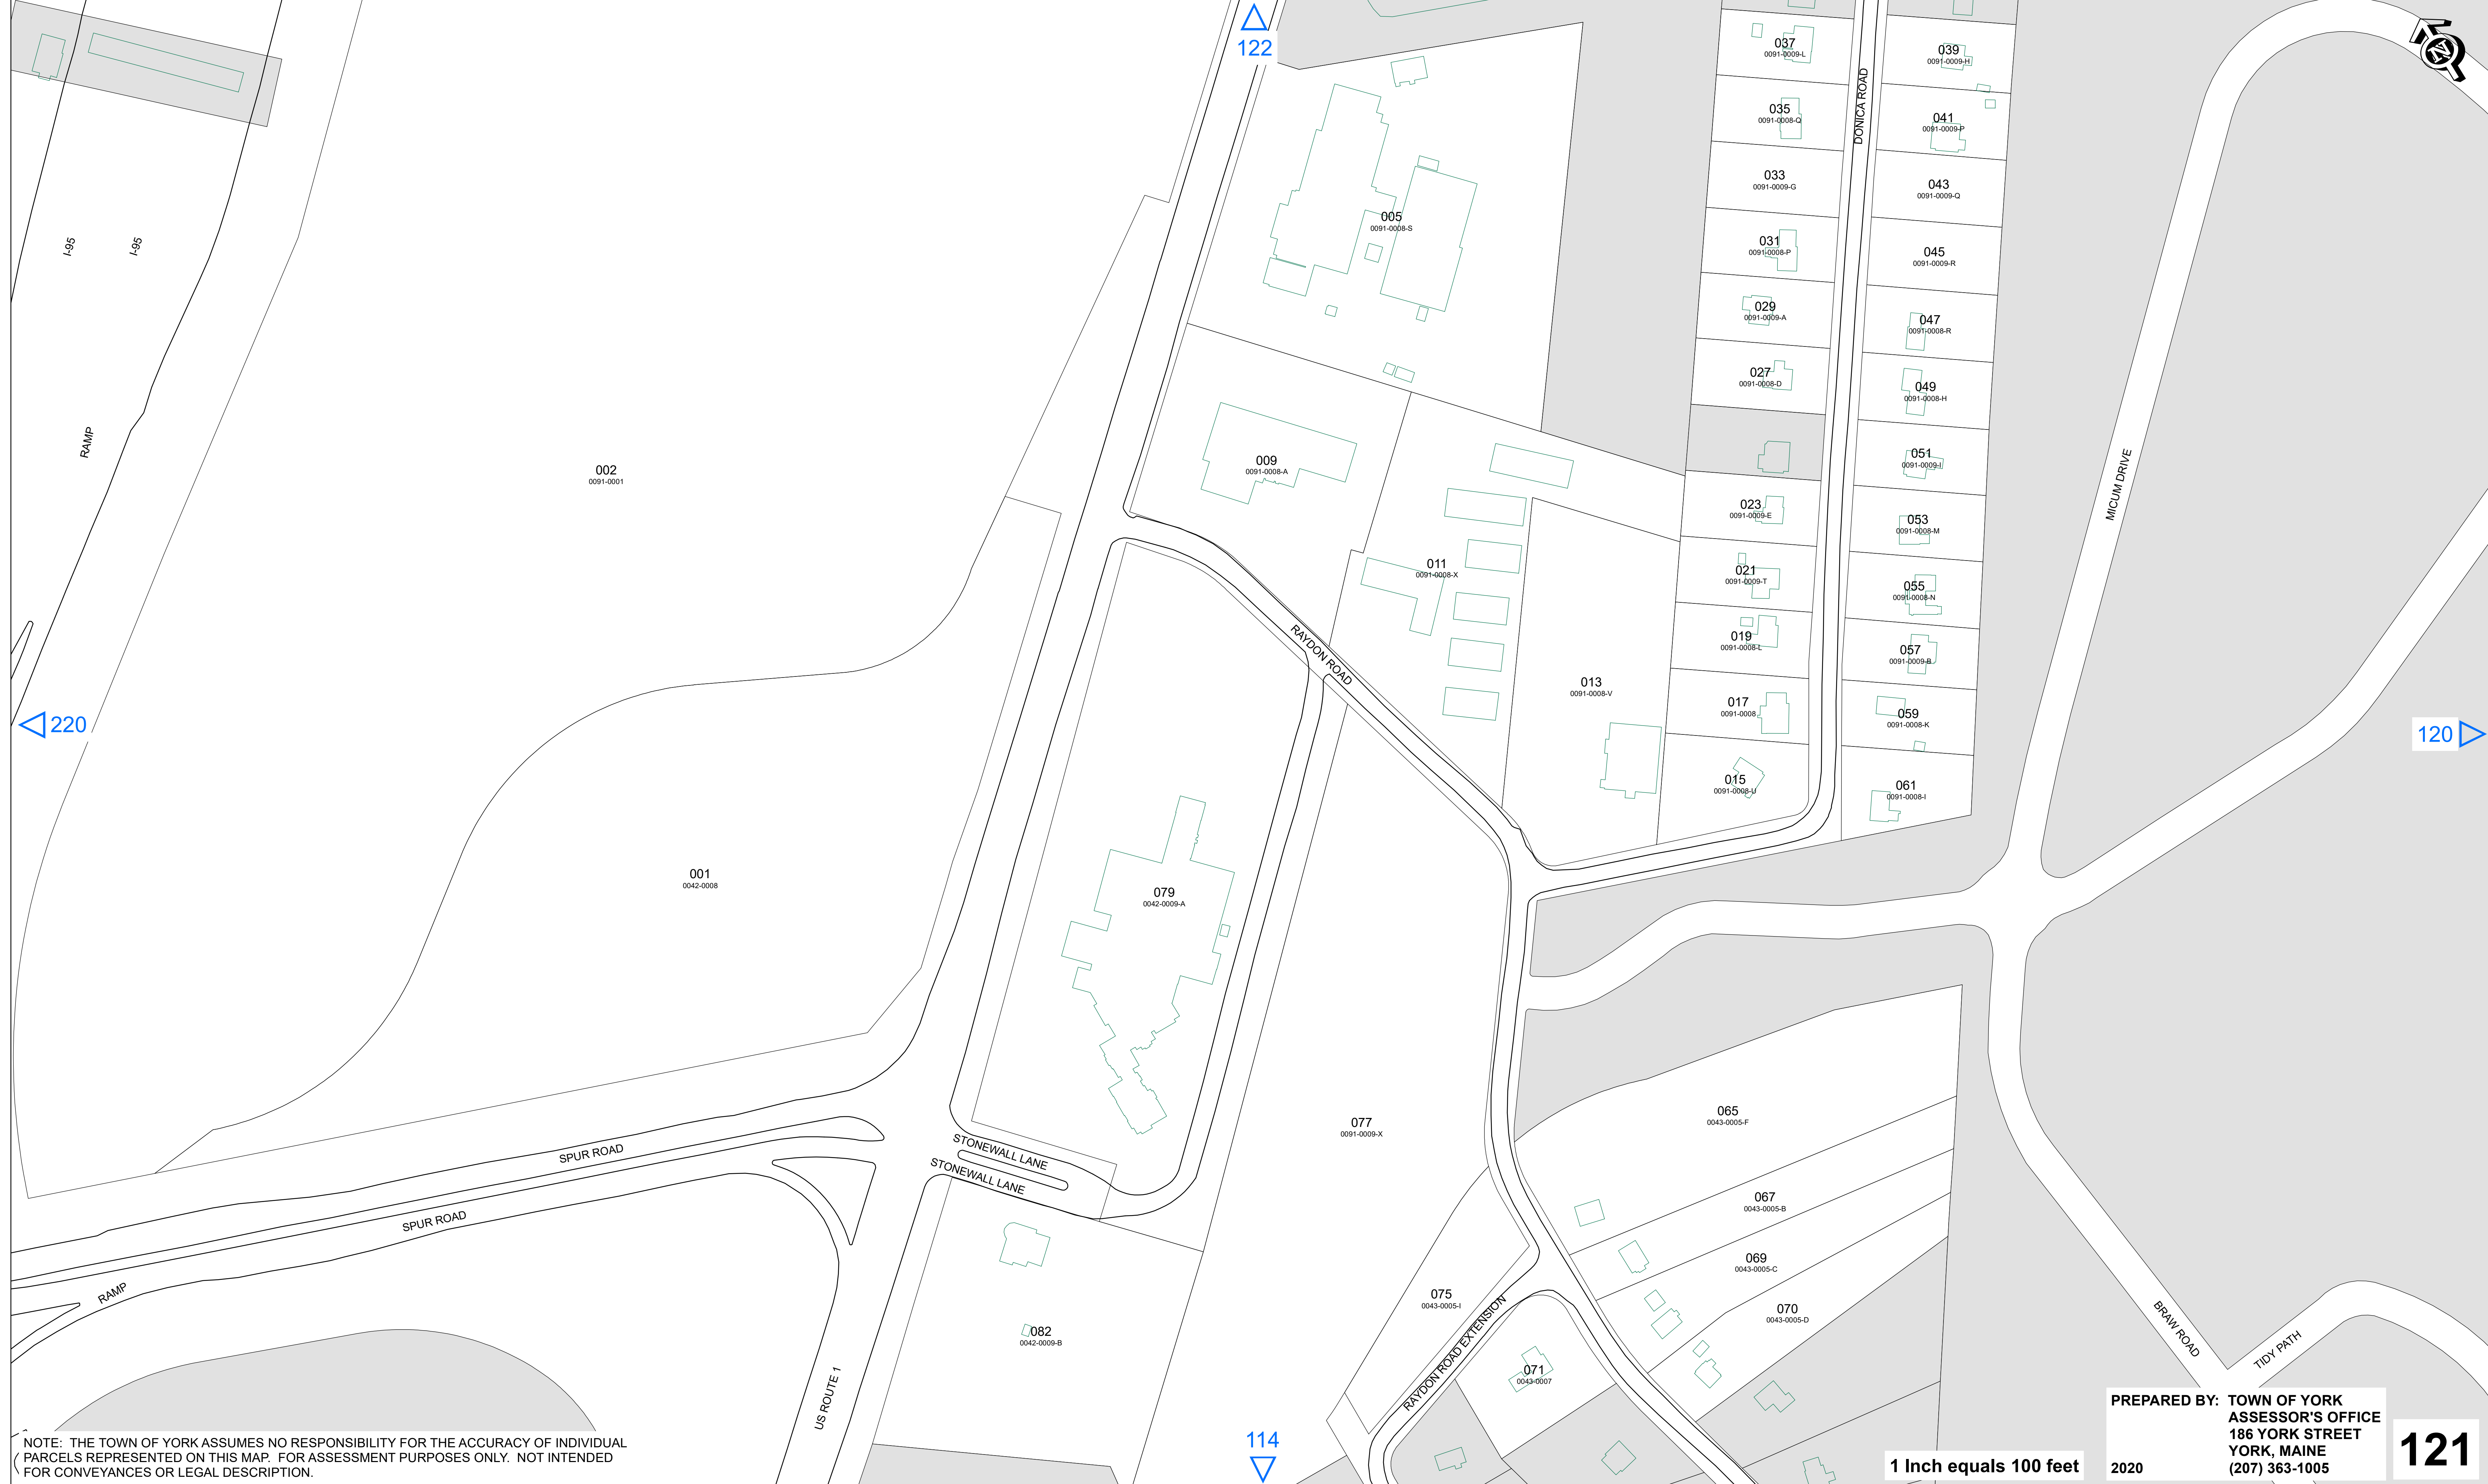 122
037
0091-0009-L
039
0091-0009-H
N
035
0091-0008-Q
DONICA ROAD
041
0091-0009-P
033
0091-0009-G
043
0091-0009-Q
005
0091-0008-S
031
0091-0008-P
045
0091-0009-R
I-95
I-95
029
0091-0009-A
047
0091-0008-R
027
0091-0008-D
049
0091-0008-H
RAMP
002
0091-0001
009
0091-0008-A
051
0091-0009-I
MICUM DRIVE
023
0091-0009-E
053
0091-0008-M
011
0091-0008-X
021
0091-0009-T
055
0091-0008-N
019
0091-0008-L
057
0091-0009-B
RAYDON ROAD
013
0091-0008-V
017
0091-0008
059
0091-0008-K
220
120
015
0091-0008-U
061
0091-0008-I
001
0042-0008
079
0042-0009-A
077
0091-0009-X
065
0043-0005-F
SPUR ROAD
STONEWALL LANE
STONEWALL LANE
067
0043-0005-B
SPUR ROAD
069
0043-0005-C
RAMP
075
0043-0005-I
070
0043-0005-D
082
0042-0009-B
RAYDON ROAD EXTENSION
071
0043-0007
BRAW ROAD
TIDY PATH
US ROUTE 1
114
NOTE: THE TOWN OF YORK ASSUMES NO RESPONSIBILITY FOR THE ACCURACY OF INDIVIDUAL
PARCELS REPRESENTED ON THIS MAP. FOR ASSESSMENT PURPOSES ONLY. NOT INTENDED
FOR CONVEYANCES OR LEGAL DESCRIPTION.
1 Inch equals 100 feet
PREPARED BY: TOWN OF YORK
ASSESSOR'S OFFICE
186 YORK STREET
YORK, MAINE
2020 (207) 363-1005
121